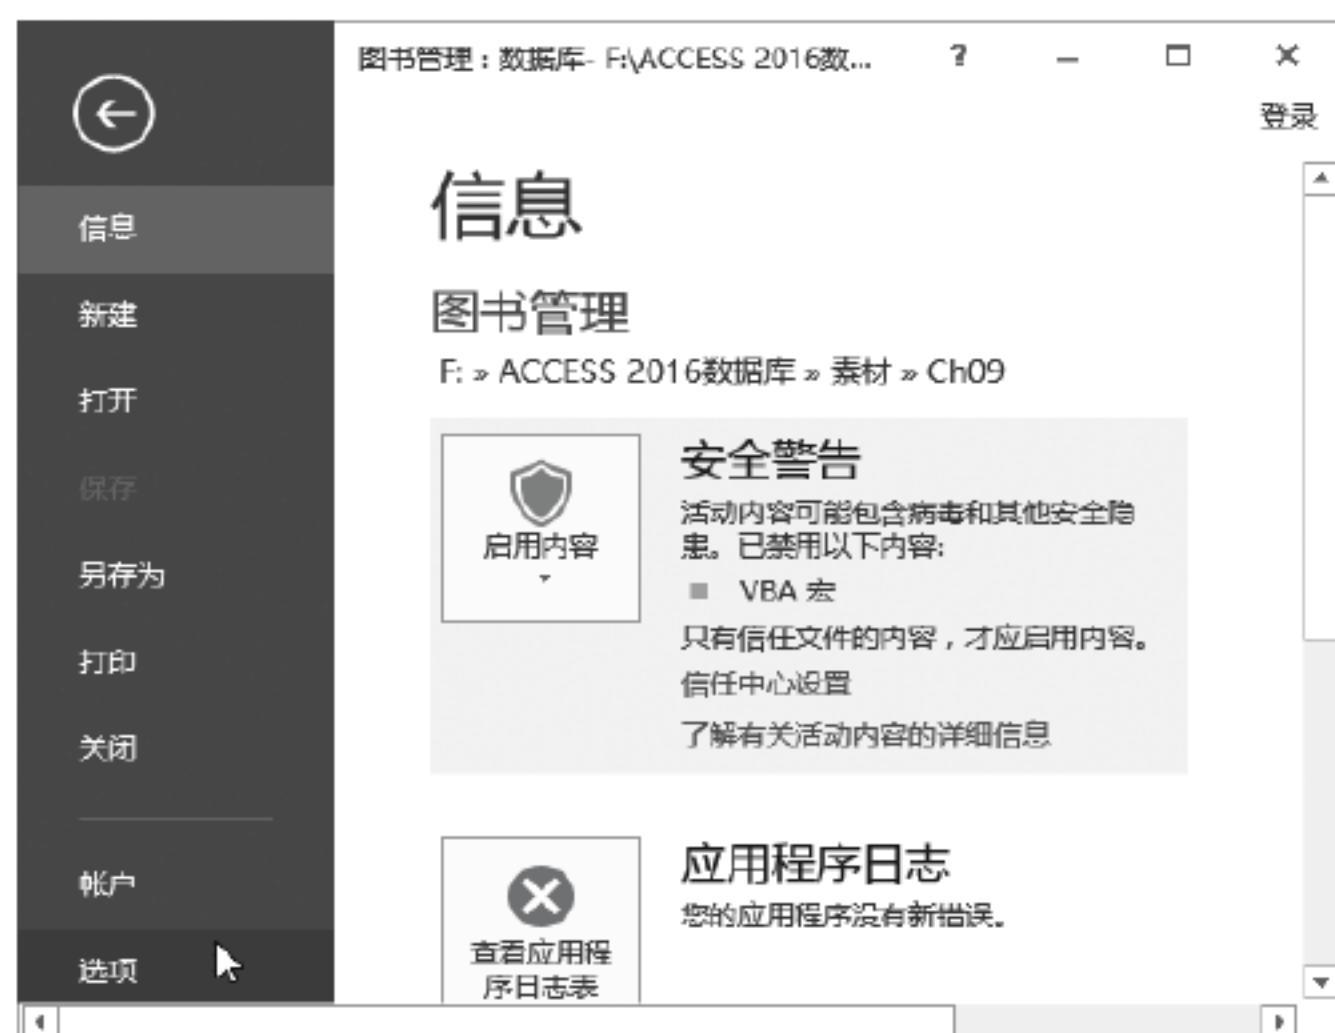 图书管理：数据库- F:\ACCESS 2016数...
登录
信息
新建
打开
保存
另存为
打印
关闭
帐户
选项
信息
图书管理
F: » ACCESS 2016数据库 » 素材 » Ch09
启用内容
安全警告
活动内容可能包含病毒和其他安全隐
患。已禁用以下内容:
VBA 宏
只有信任文件的内容，才应启用内容。
信任中心设置
了解有关活动内容的详细信息
查看应用程
序日志表
应用程序日志
您的应用程序没有新错误。